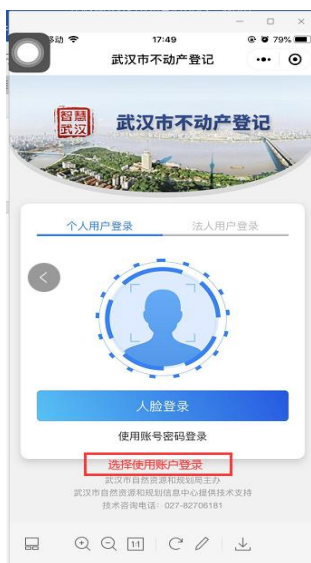 移动 17:49 79%
武汉市不动产登记
智慧
武汉
武汉市不动产登记
个人用户登录 法人用户登录
人脸登录
使用账号密码登录
选择使用账户登录
武汉市自然资源和规划局主办
武汉市自然资源和规划信息中心提供技术支持
技术咨询电话：027-82706181
1:1